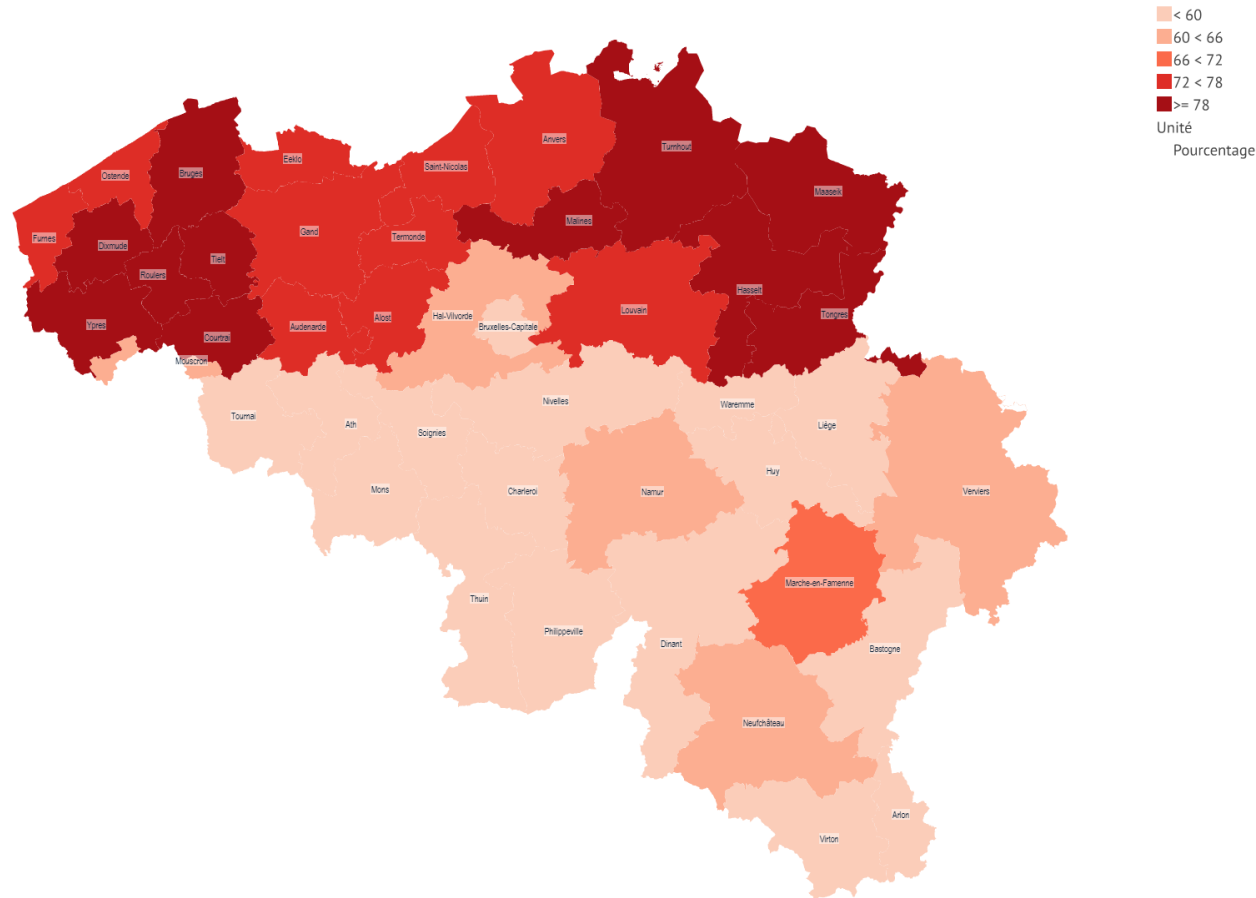 < 60
60 < 66
66 < 72
72 < 78
>= 78
Unité
Pourcentage
Anvers
Turnhout
Eeklo
Saint-Nicolas
Bruges
Ostende
Maaseik
Malines
Gand
Furnes
Termonde
Dixmude
Tielt
Roulers
Hasselt
Louvain
Tongres
Hal-Vilvorde
Alost
Ypres
Audenarde
Bruxelles-Capitale
Courtrai
Mouscron
Nivelles
Waremme
Tournai
Ath
Liège
Soignies
Huy
Mons
Charleroi
Namur
Verviers
Marche-en-Famenne
Thuin
Philippeville
Dinant
Bastogne
Neufchâteau
Arlon
Virton